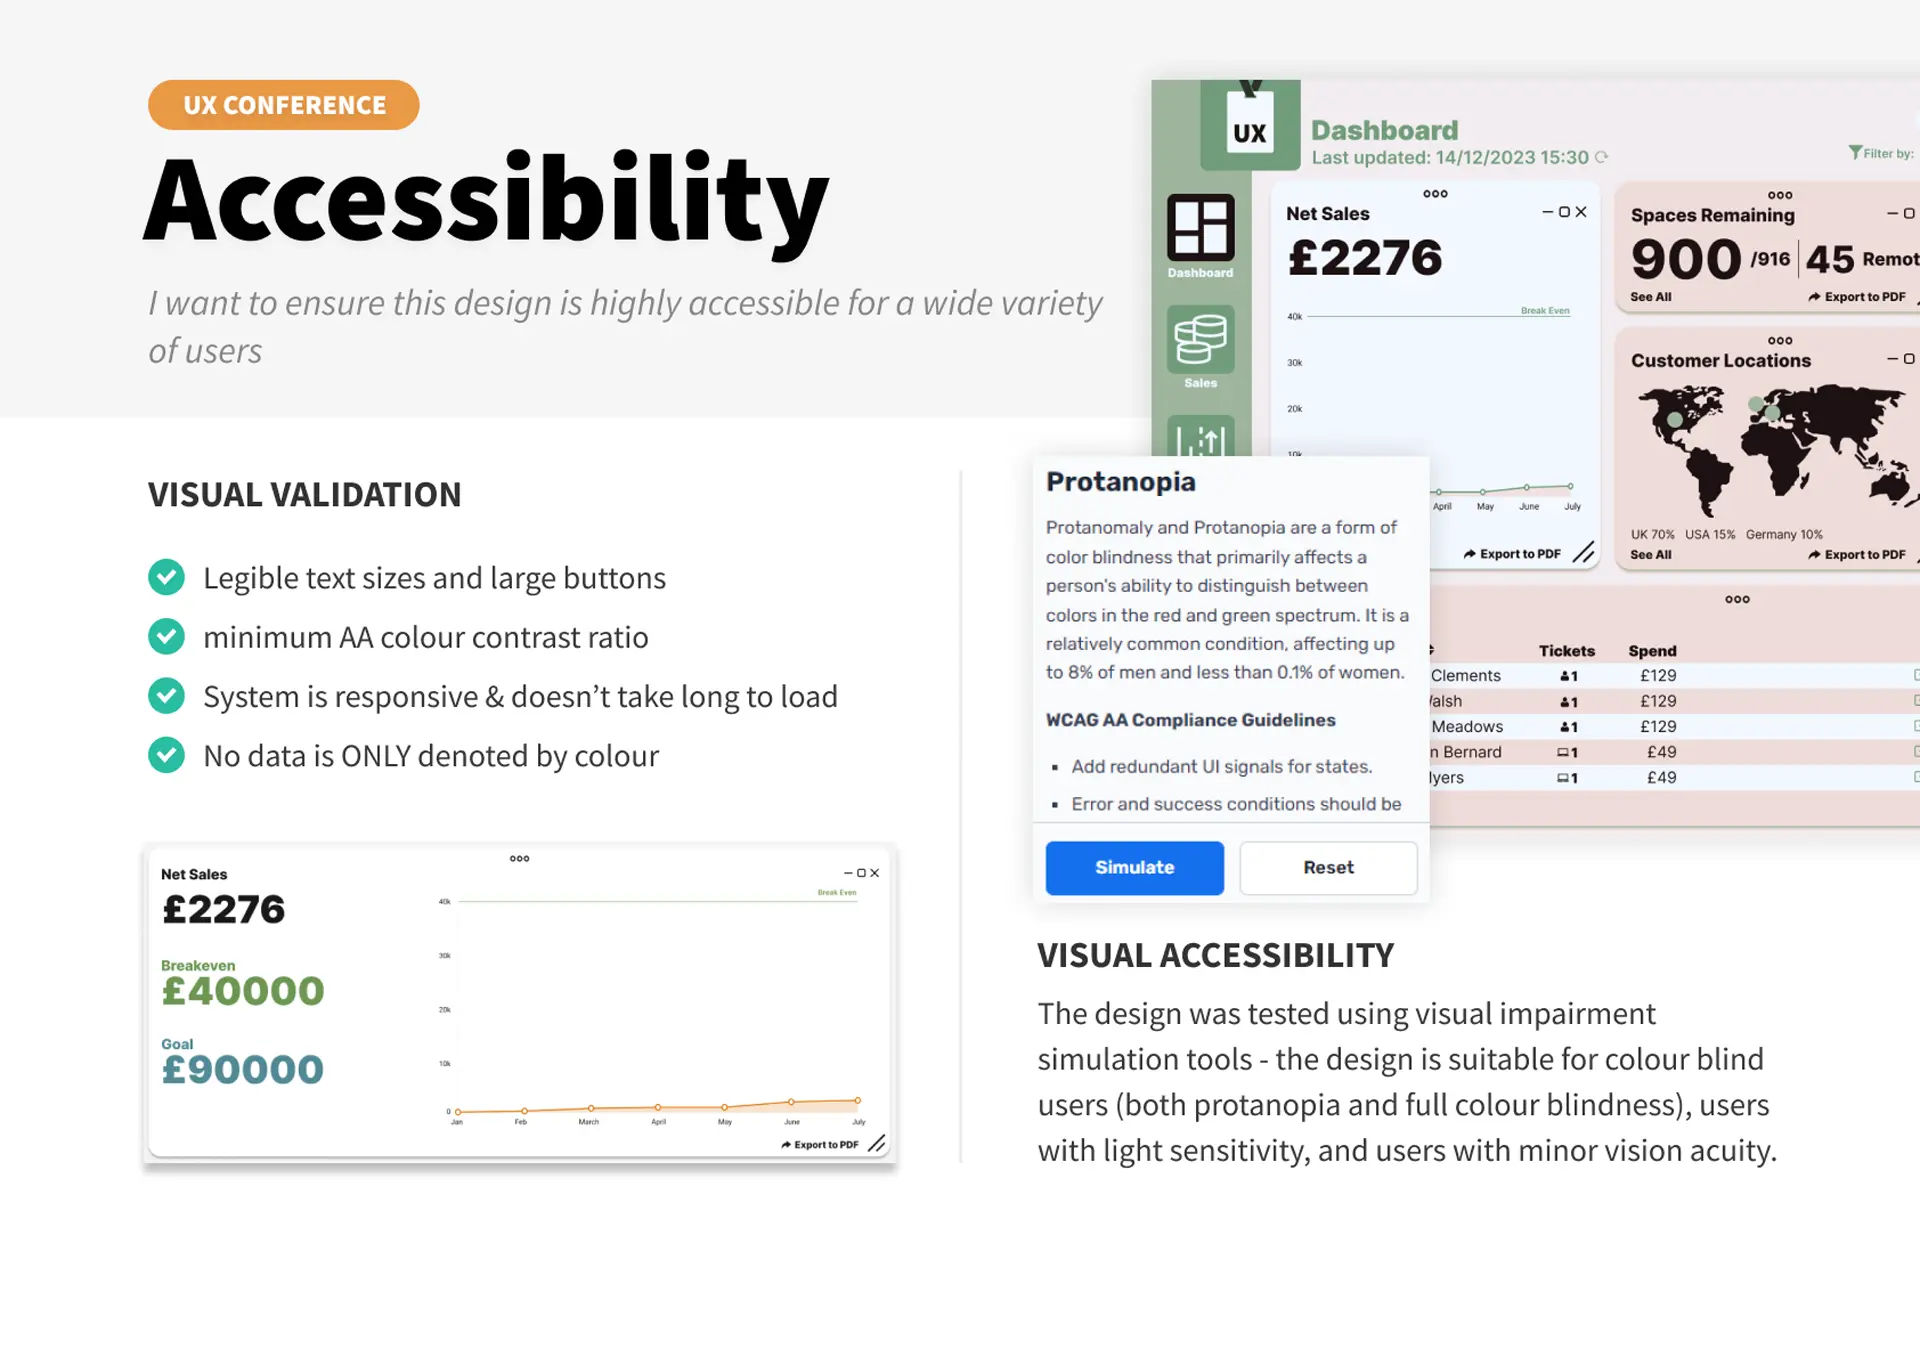 UX CONFERENCE
Accessibility
I want to ensure this design is highly accessible for a wide variety
of users
VISUAL VALIDATION
Legible text sizes and large buttons
minimum AA colour contrast ratio
System is responsive & doesn’t take long to load
No data is ONLY denoted by colour
Net Sales
£2276
Breakeven
£40000
Goal
£90000
Break Even
40k
30k
20k
10k
0
Jan Feb March April May June July
Export to PDF
UX
Dashboard
Last updated: 14/12/2023 15:30
Filter by:
Dashboard
Sales
Net Sales
£2276
Break Even
40k
30k
20k
10k
April May June July
Export to PDF
Spaces Remaining
900 /916 45 Remot
See All Export to PDF
Customer Locations
UK 70% USA 15% Germany 10%
See All Export to PDF
Tickets Spend
Clements 1 £129
alsh 1 £129
Meadows 1 £129
n Bernard 1 £49
lyers 1 £49
Protanopia
Protanomaly and Protanopia are a form of
color blindness that primarily affects a
person's ability to distinguish between
colors in the red and green spectrum. It is a
relatively common condition, affecting up
to 8% of men and less than 0.1% of women.
WCAG AA Compliance Guidelines
Add redundant UI signals for states.
Error and success conditions should be
Simulate Reset
VISUAL ACCESSIBILITY
The design was tested using visual impairment
simulation tools - the design is suitable for colour blind
users (both protanopia and full colour blindness), users
with light sensitivity, and users with minor vision acuity.